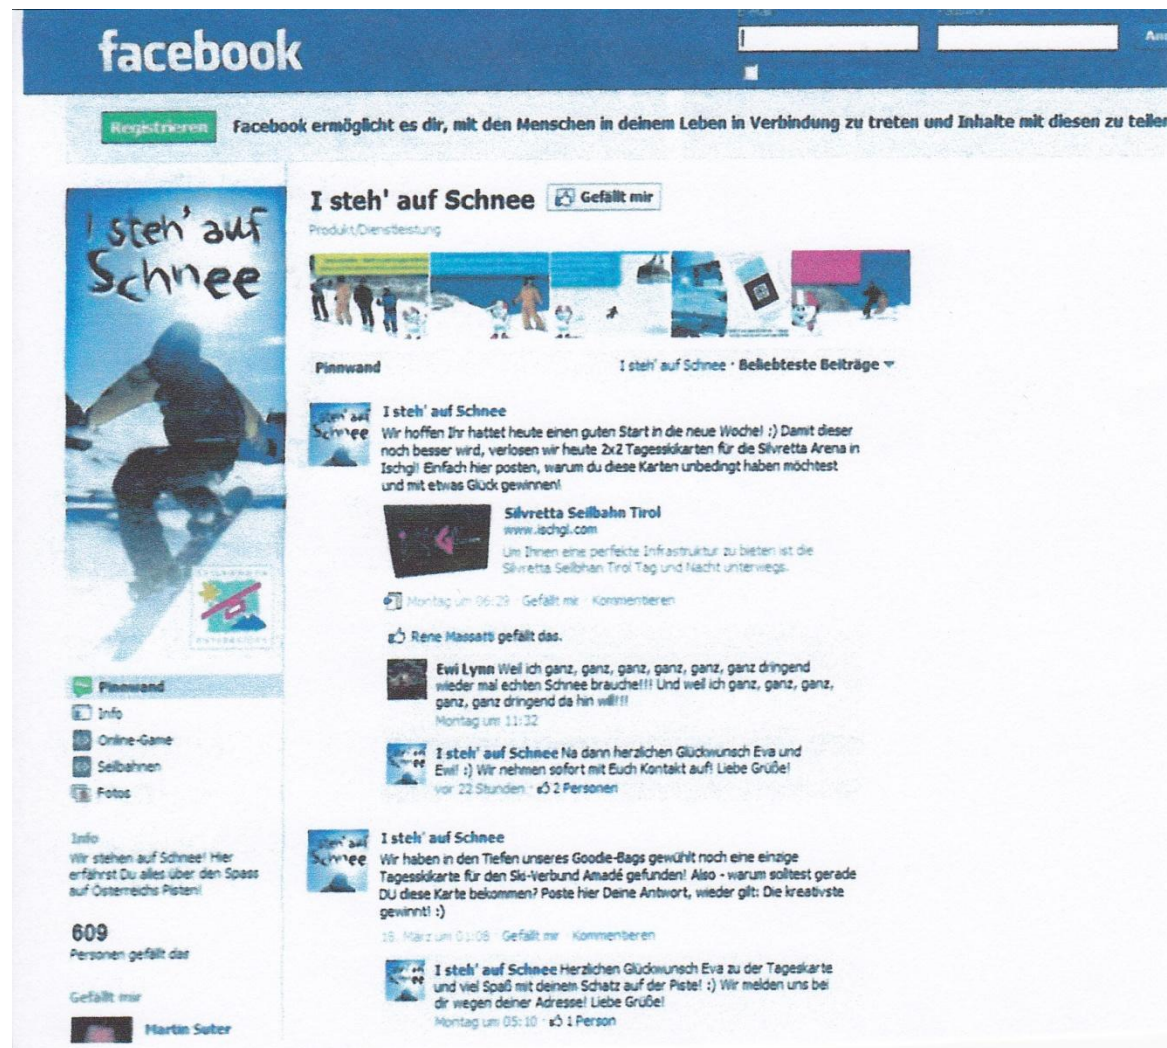 facebook
Registrieren
Facebook ermöglicht es dir, mit den Menschen in deinem Leben in Verbindung zu treten und Inhalte mit diesen zu teilen
I steh' auf
Schnee
I steh' auf Schnee
Gefällt mir
Produkt/Dienstleistung
Pinnwand
I steh' auf Schnee · Beliebteste Beiträge
I steh' auf Schnee
Wir hoffen Ihr hattet heute einen guten Start in die neue Woche! ;) Damit dieser
noch besser wird, verlosen wir heute 2x2 Tagesskikarten für die Silvretta Arena in
Ischgl! Einfach hier posten, warum du diese Karten unbedingt haben möchtest
und mit etwas Glück gewinnen!
Silvretta Seilbahn Tirol
www.ischgl.com
Um Ihnen eine perfekte Infrastruktur zu bieten ist die
Silvretta Seilbhan Tirol Tag und Nacht unterwegs.
Montag um 06:29 · Gefällt mir · Kommentieren
Rene Massatti gefällt das.
Ewi Lynn Weil ich ganz, ganz, ganz, ganz, ganz, ganz dringend
wieder mal echten Schnee brauche!!! Und weil ich ganz, ganz, ganz,
ganz, ganz dringend da hin will!!!
Montag um 11:32
I steh' auf Schnee Na dann herzlichen Glückwunsch Eva und
Ewi! :) Wir nehmen sofort mit Euch Kontakt auf! Liebe Grüße!
vor 22 Stunden · 2 Personen
I steh' auf Schnee
Wir haben in den Tiefen unseres Goodie-Bags gewühlt noch eine einzige
Tagesskikarte für den Ski-Verbund Amadé gefunden! Also - warum solltest gerade
DU diese Karte bekommen? Poste hier Deine Antwort, wieder gilt: Die kreativste
gewinnt! :)
18. März um 01:08 · Gefällt mir · Kommentieren
I steh' auf Schnee Herzlichen Glückwunsch Eva zu der Tageskarte
und viel Spaß mit deinem Schatz auf der Piste! :) Wir melden uns bei
dir wegen deiner Adresse! Liebe Grüße!
Montag um 05:10 · 1 Person
Pinnwand
Info
Online-Game
Seilbahnen
Fotos
Info
Wir stehen auf Schnee! Hier
erfährst Du alles über den Spass
auf Österreichs Pisten!
609
Personen gefällt das
Gefällt mir
Martin Suter